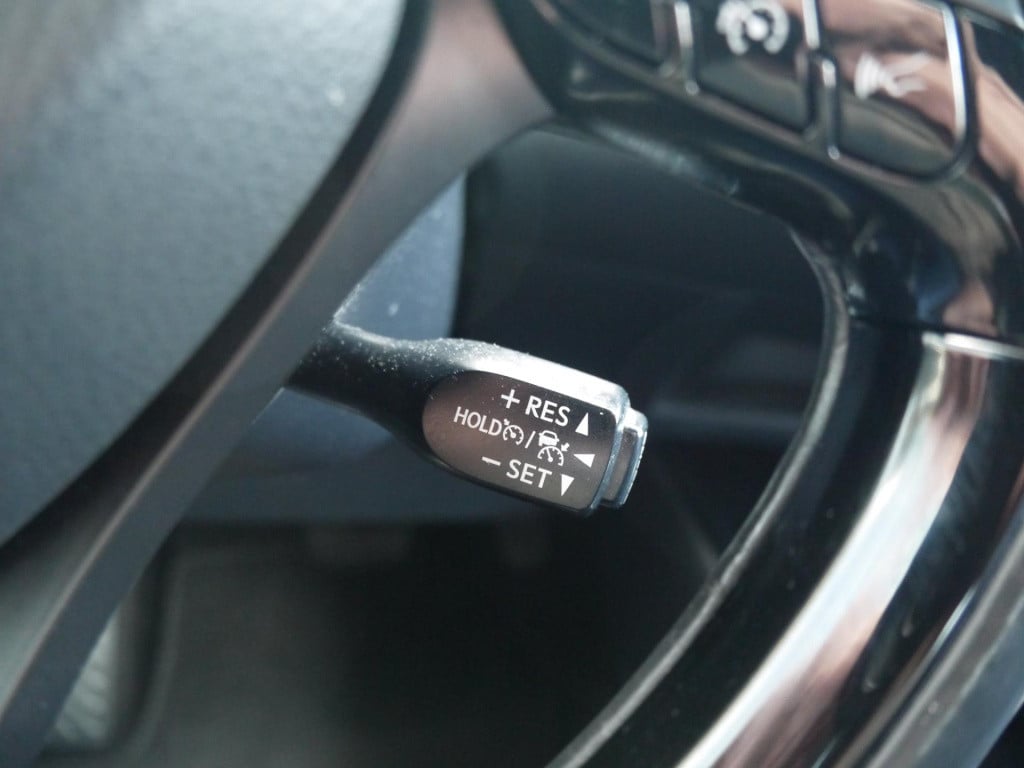 + RES ▲
HOLD / ◀
− SET ▼